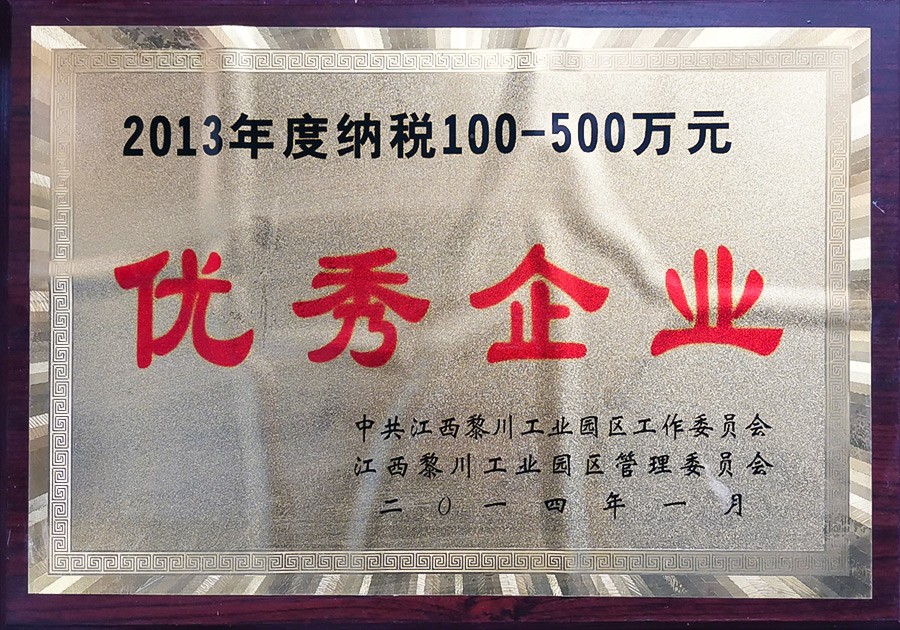 2013年度纳税100-500万元
优秀企业
中共江西黎川工业园区工作委员会
江西黎川工业园区管理委员会
二〇一四年一月